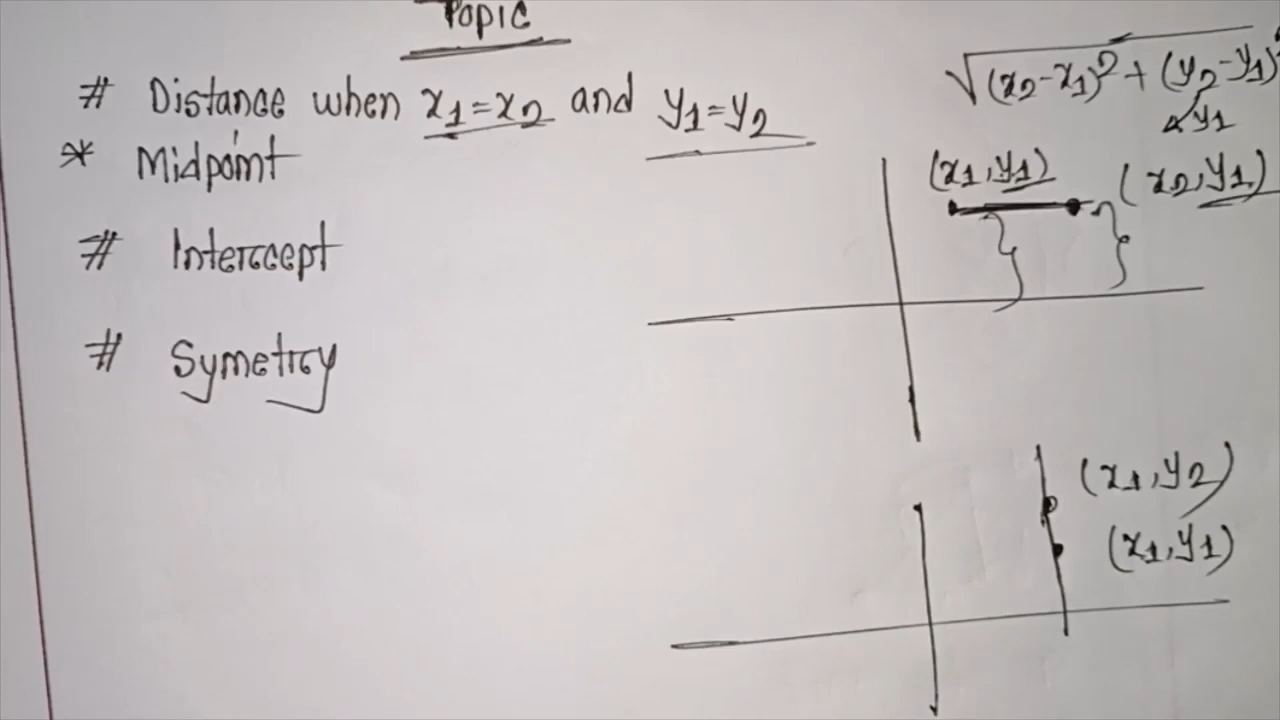 Topic
# Distance when x1=x2 and y1=y2
* Midpoint
# Intercept
# Symetry
√(x2-x1)2 + (y2-y1)2
y1
(x1,y1) (x2,y1)
(x1,y2)
(x1,y1)